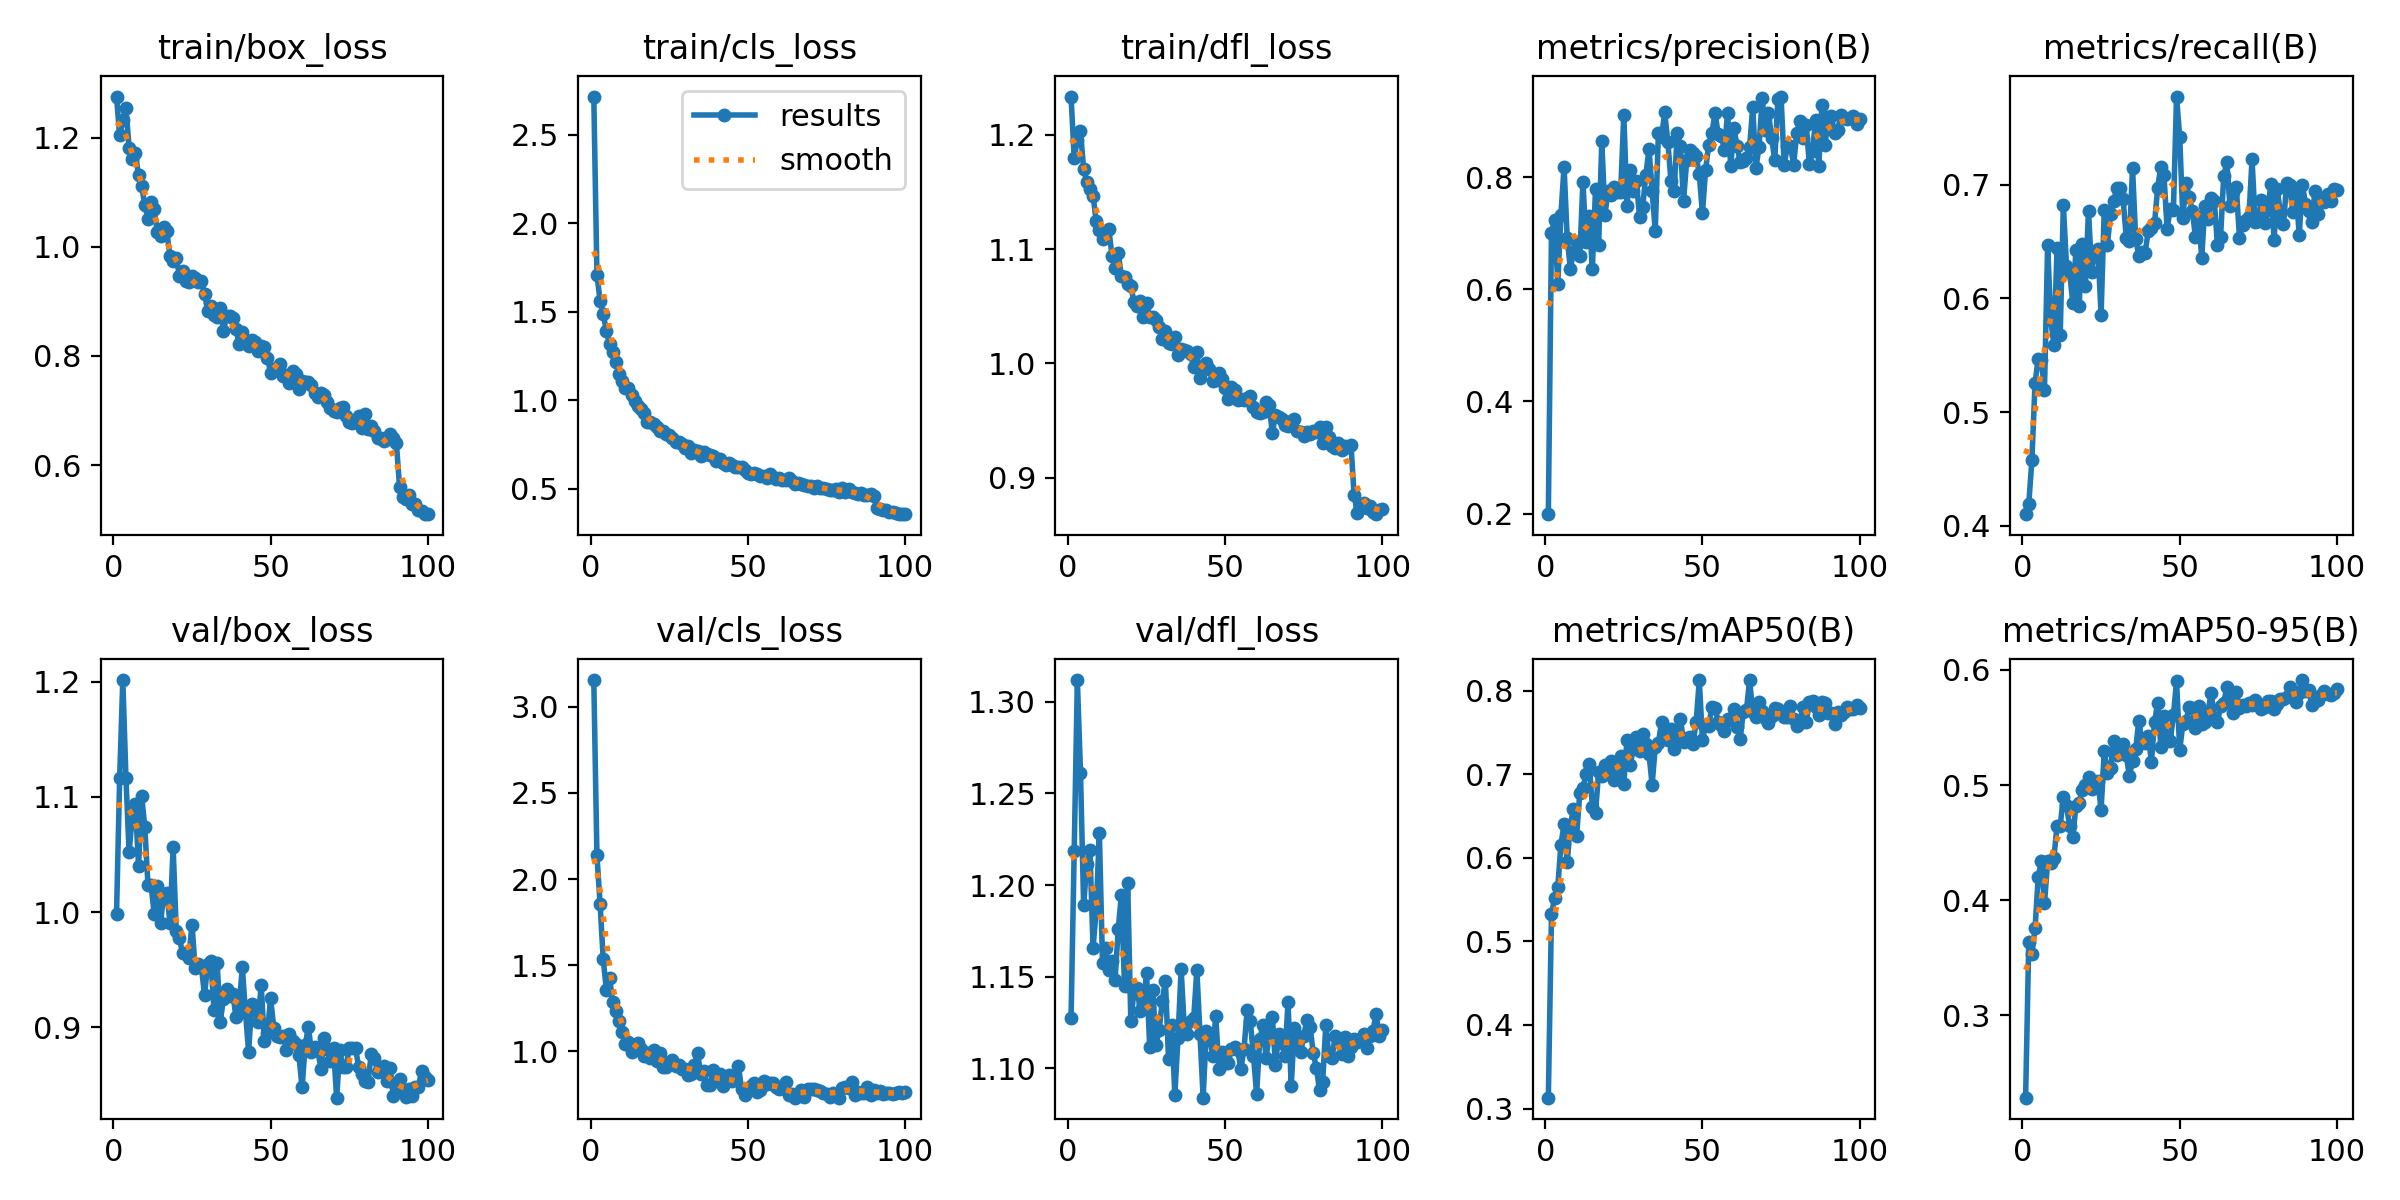 train/box_loss
train/cls_loss
train/dfl_loss
metrics/precision(B)
metrics/recall(B)
results
smooth
1.2
1.0
0.8
0.6
0 50 100
2.5
2.0
1.5
1.0
0.5
0 50 100
1.2
1.1
1.0
0.9
0 50 100
0.8
0.6
0.4
0.2
0 50 100
0.7
0.6
0.5
0.4
0 50 100
val/box_loss
val/cls_loss
val/dfl_loss
metrics/mAP50(B)
metrics/mAP50-95(B)
1.2
1.1
1.0
0.9
0 50 100
3.0
2.5
2.0
1.5
1.0
0 50 100
1.30
1.25
1.20
1.15
1.10
0 50 100
0.8
0.7
0.6
0.5
0.4
0.3
0 50 100
0.6
0.5
0.4
0.3
0 50 100